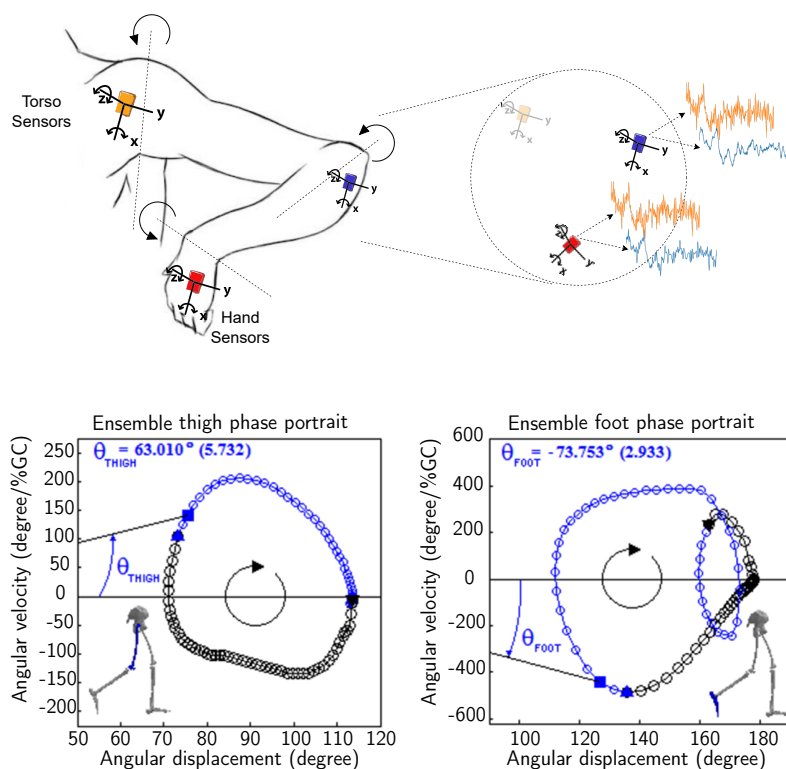 Torso
Sensors
z
y
x
z
y
x
z
y
x
Hand
Sensors
z
y
x
x
y
Ensemble thigh phase portrait
θTHIGH = 63.010° (5.732)
θTHIGH
Angular velocity (degree/%GC)
250
200
150
100
50
0
-50
-100
-150
-200
50 60 70 80 90 100 110 120
Angular displacement (degree)
Ensemble foot phase portrait
θFOOT = -73.753° (2.933)
θFOOT
Angular velocity (degree/%GC)
600
400
200
0
-200
-400
-600
100 120 140 160 180
Angular displacement (degree)